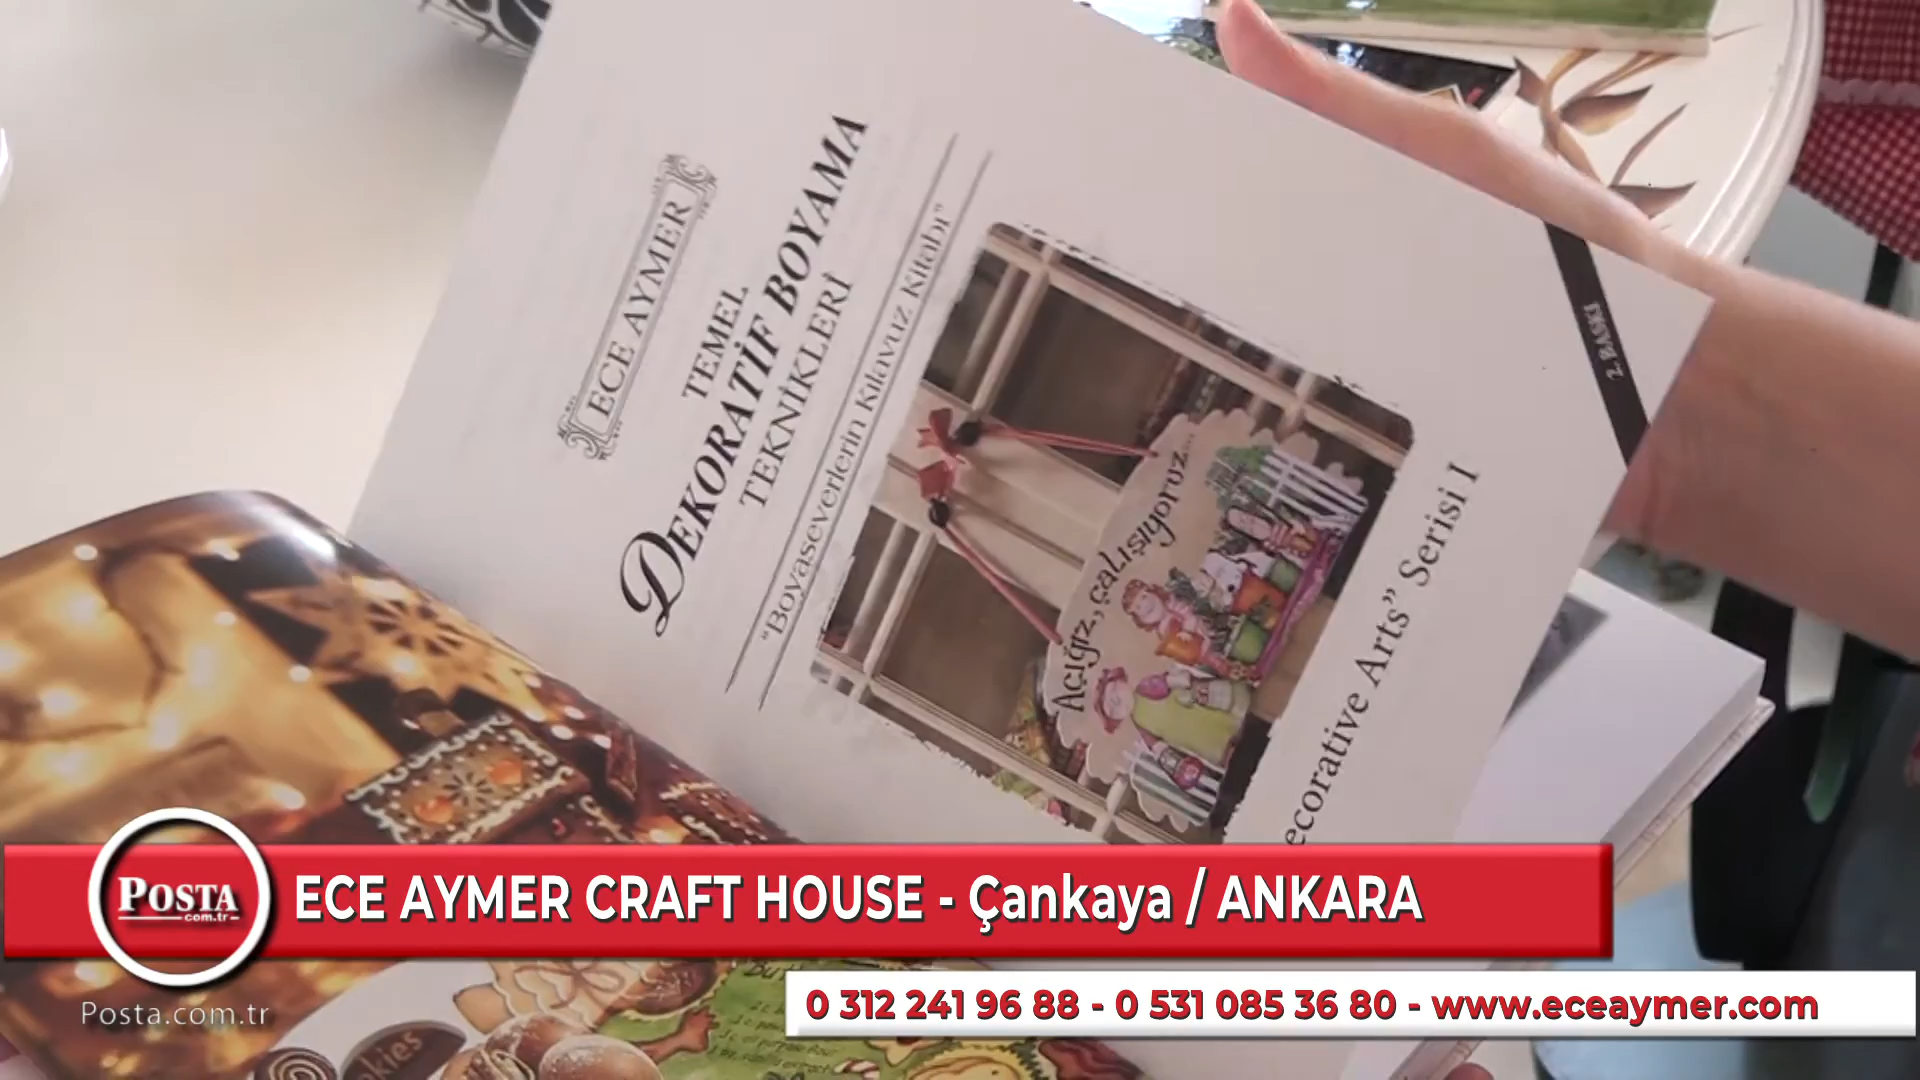 ECE AYMER
TEMEL
DEKORATİF BOYAMA
TEKNİKLERİ
"Boyaseverlerin Kılavuz Kitabı"
Açığız, çalışıyoruz...
ecorative Arts" Serisi I
2. BASKI
POSTA
com.tr
ECE AYMER CRAFT HOUSE - Çankaya / ANKARA
Posta.com.tr
0 312 241 96 88 - 0 531 085 36 80 - www.eceaymer.com
okies